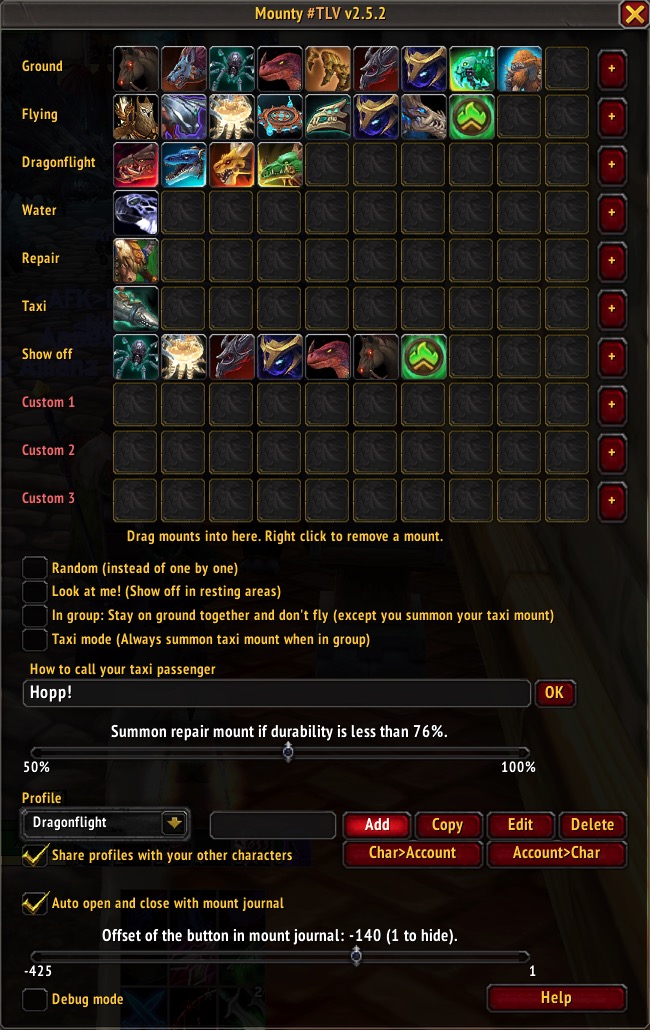 Mounty #TLV v2.5.2
Ground
+
Flying
+
Dragonflight
+
Water
+
Repair
+
Taxi
+
Show off
+
Custom 1
+
Custom 2
+
Custom 3
+
Drag mounts into here. Right click to remove a mount.
Random (instead of one by one)
Look at me! (Show off in resting areas)
In group: Stay on ground together and don't fly (except you summon your taxi mount)
Taxi mode (Always summon taxi mount when in group)
How to call your taxi passenger
Hopp! OK
Summon repair mount if durability is less than 76%.
50% 100%
Profile
Dragonflight Add Copy Edit Delete
Share profiles with your other characters Char>Account Account>Char
Auto open and close with mount journal
Offset of the button in mount journal: -140 (1 to hide).
-425 1
Debug mode Help